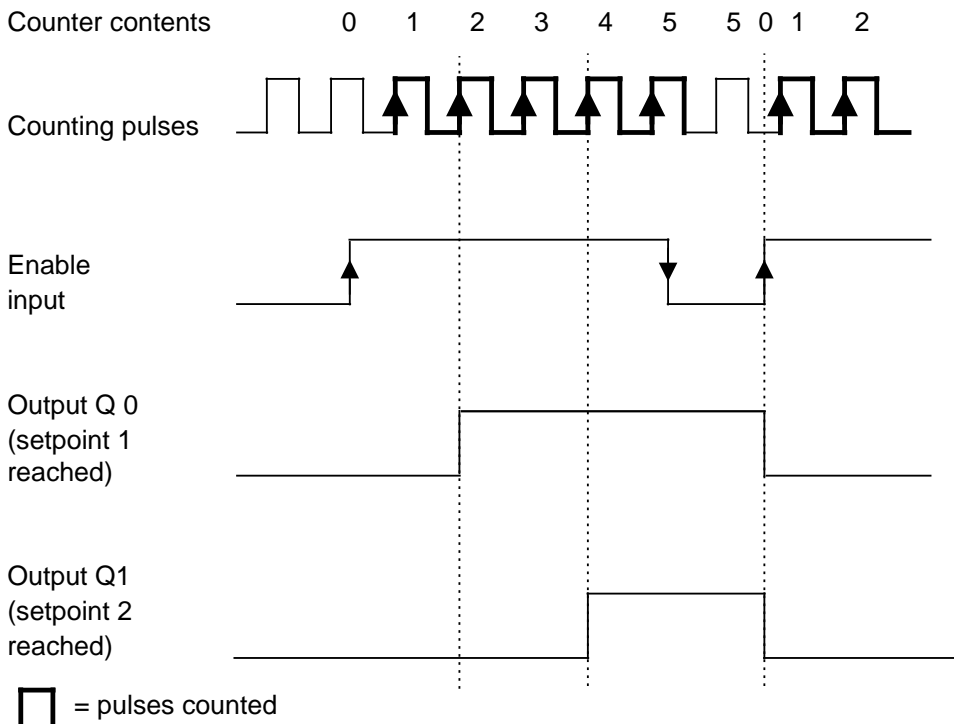 Counter contents 0 1 2 3 4 5 5 0 1 2
Counting pulses
Enable
input
Output Q 0
(setpoint 1
reached)
Output Q1
(setpoint 2
reached)
= pulses counted